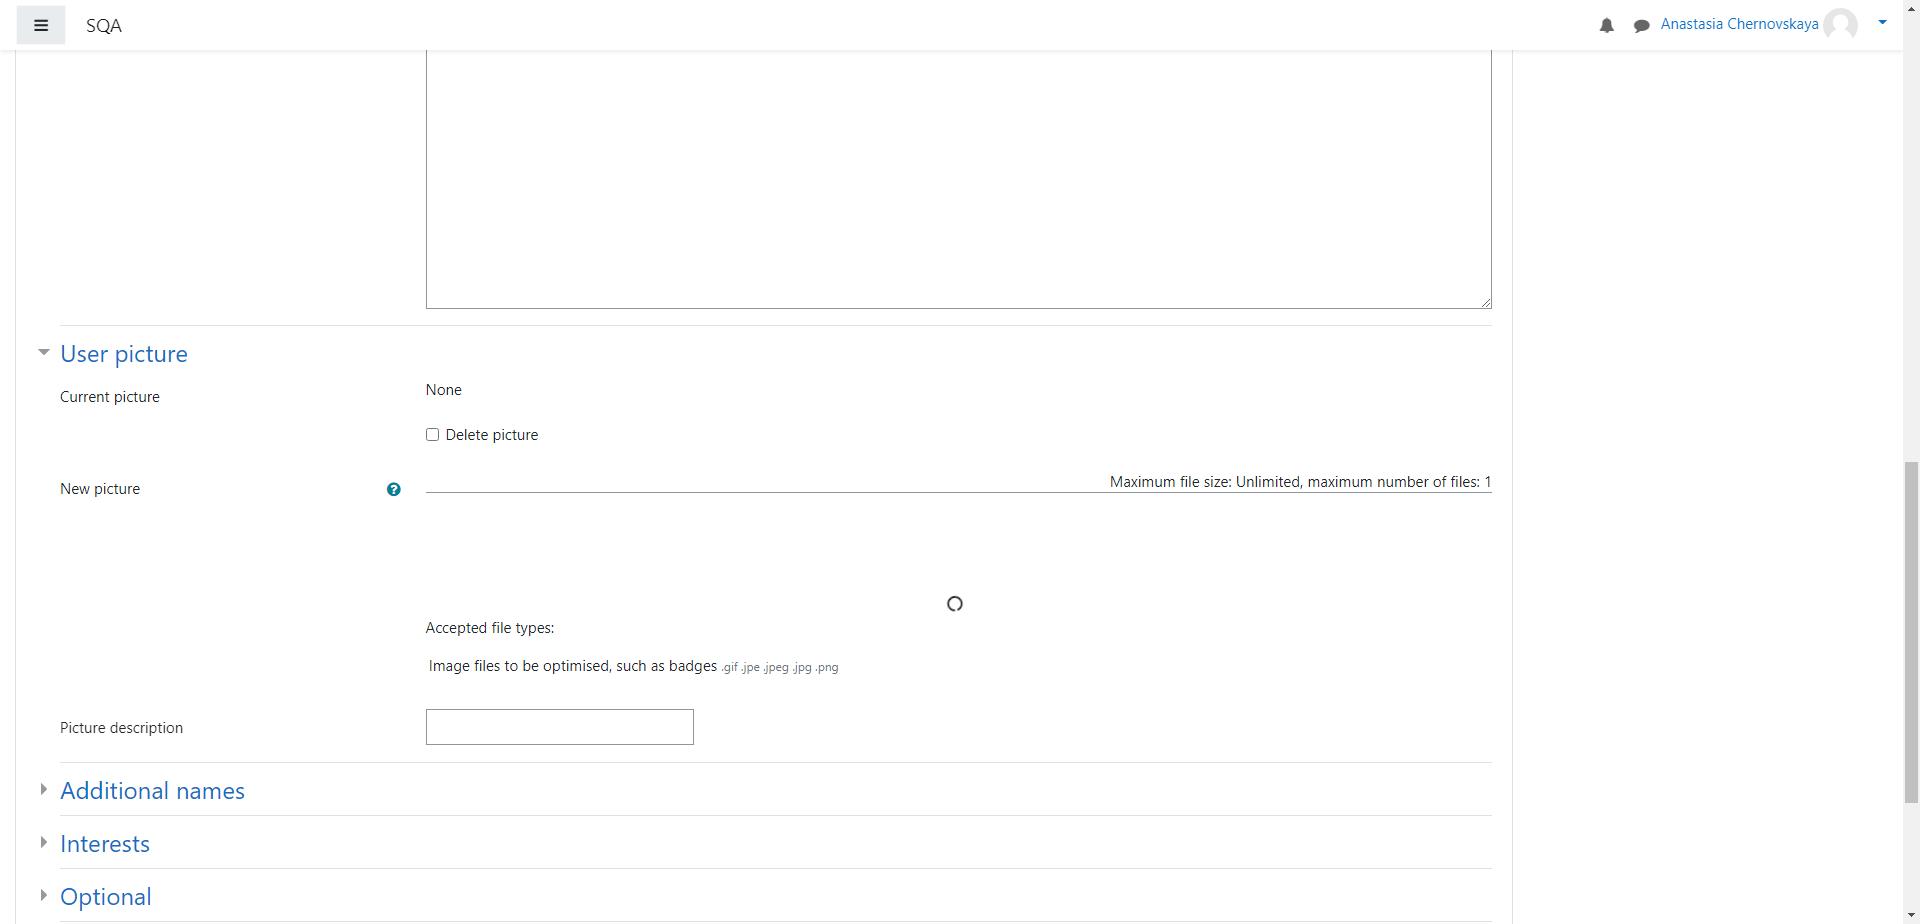 SQA
Anastasia Chernovskaya
User picture
Current picture
None
Delete picture
New picture
Maximum file size: Unlimited, maximum number of files: 1
Accepted file types:
Image files to be optimised, such as badges .gif .jpe .jpeg .jpg .png
Picture description
Additional names
Interests
Optional